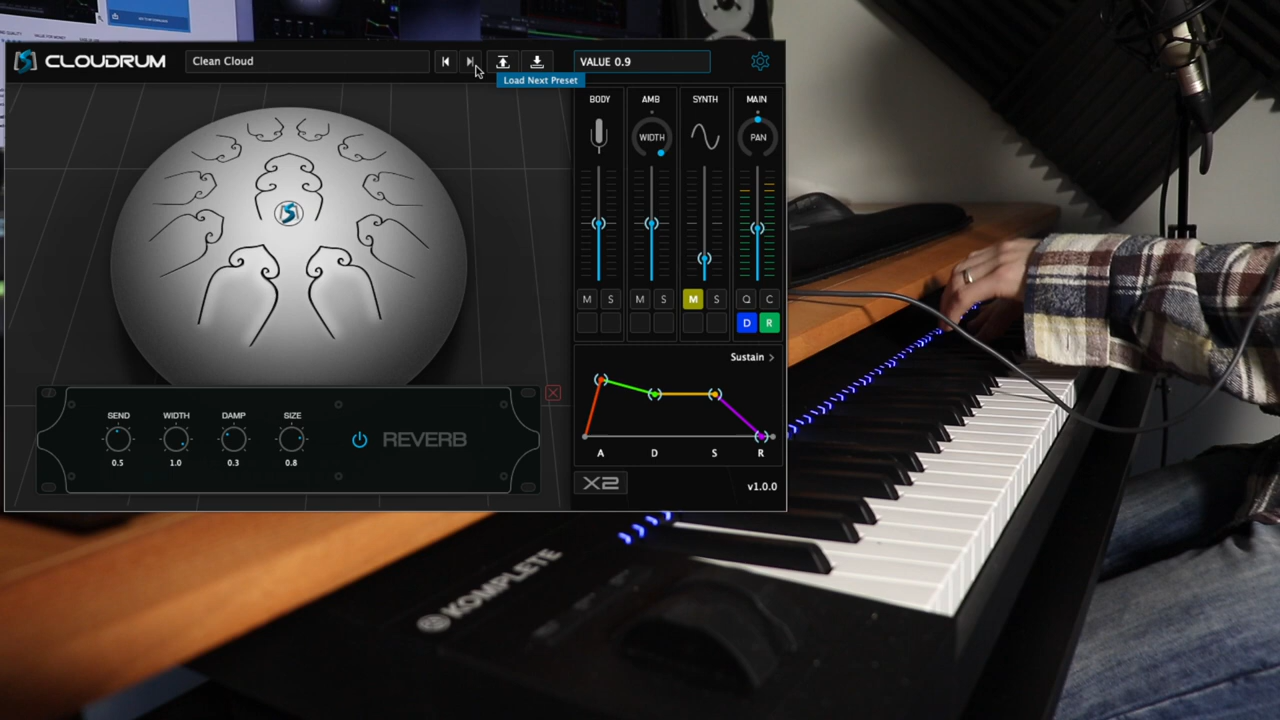 CLOUDRUM
Clean Cloud
VALUE 0.9
Load Next Preset
BODY AMB SYNTH MAIN
WIDTH PAN
M S M S M S Q C
D R
Sustain >
A D S R
X2
v1.0.0
SEND WIDTH DAMP SIZE
0.5 1.0 0.3 0.8
REVERB
KOMPLETE